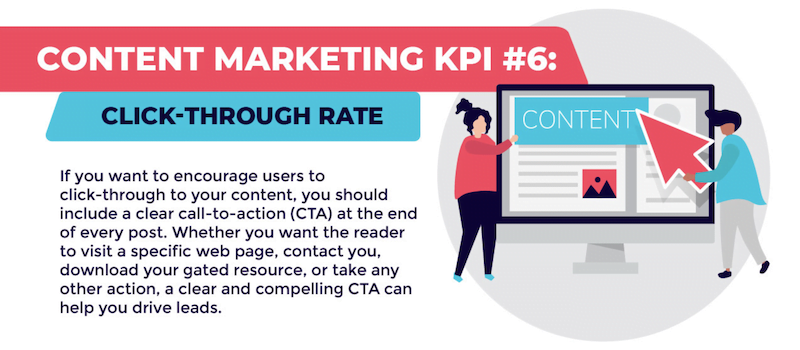 CONTENT MARKETING KPI #6:
CLICK-THROUGH RATE
If you want to encourage users to
click-through to your content, you should
include a clear call-to-action (CTA) at the end
of every post. Whether you want the reader
to visit a specific web page, contact you,
download your gated resource, or take any
other action, a clear and compelling CTA can
help you drive leads.
CONTENT